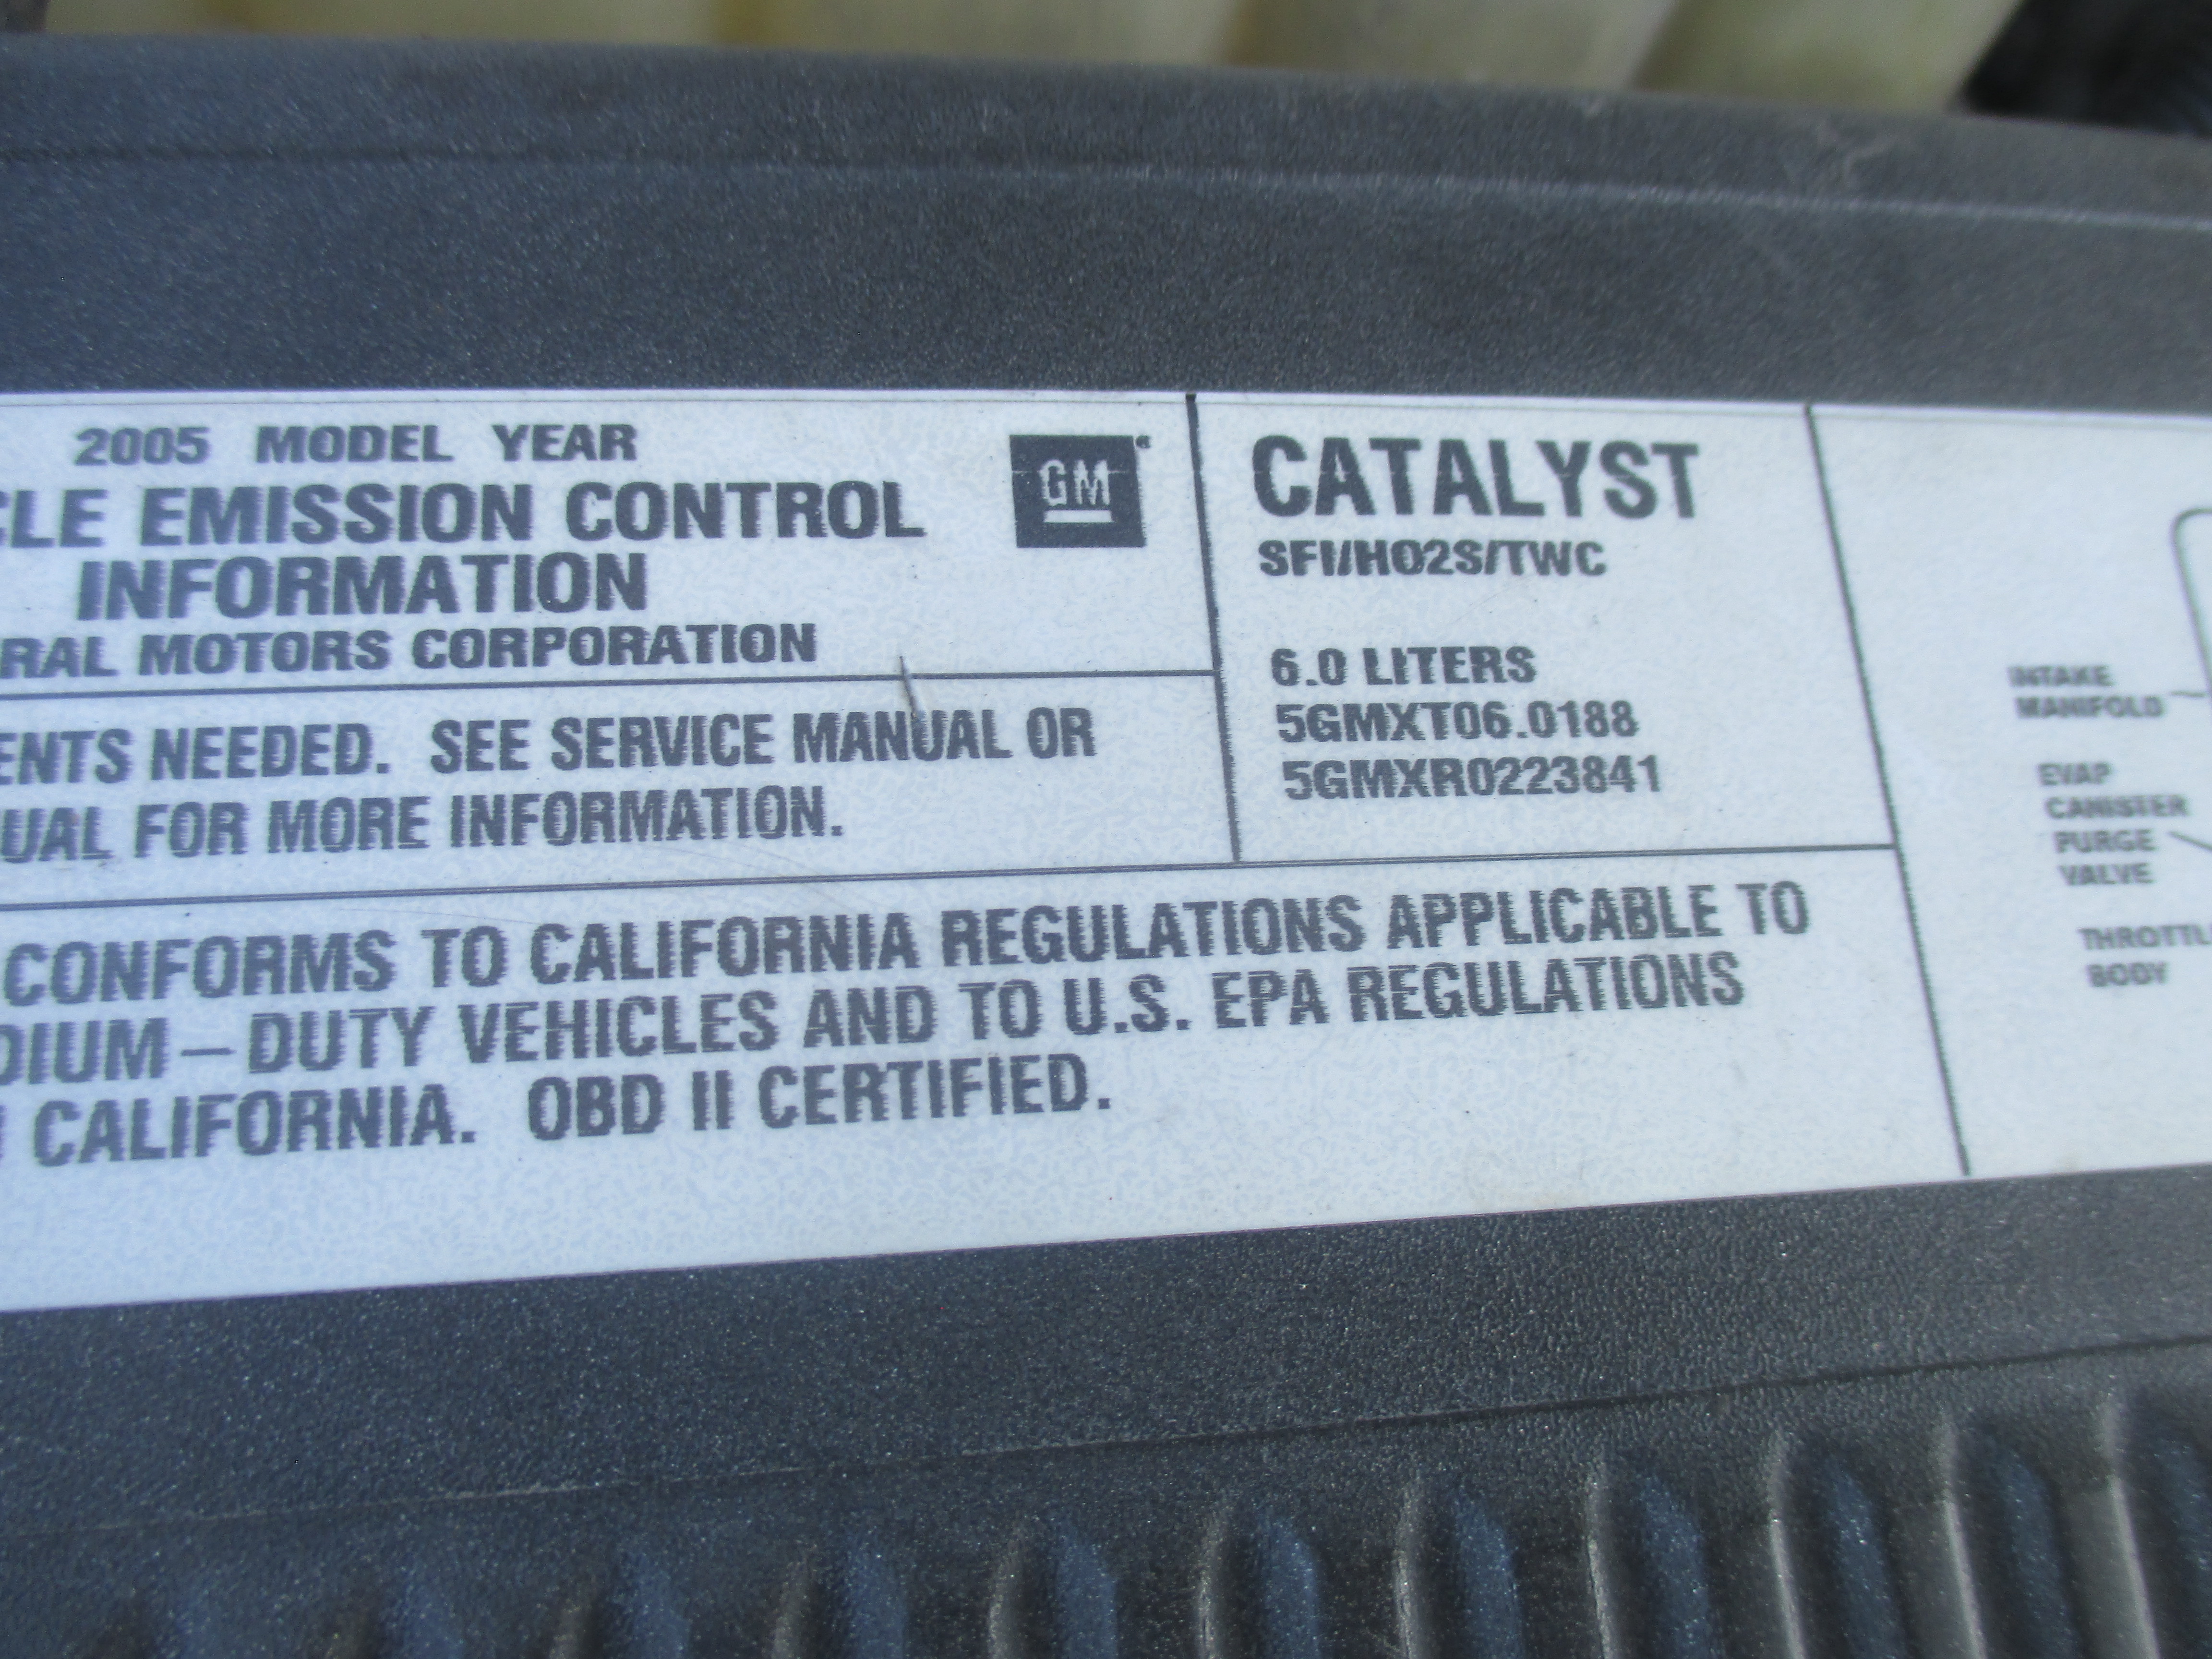 2005 MODEL YEAR
CLE EMISSION CONTROL
INFORMATION
RAL MOTORS CORPORATION
GM
ENTS NEEDED. SEE SERVICE MANUAL OR
UAL FOR MORE INFORMATION.
CATALYST
SFI/HO2S/TWC
6.0 LITERS
5GMXT06.0188
5GMXR0223841
CONFORMS TO CALIFORNIA REGULATIONS APPLICABLE TO
DIUM - DUTY VEHICLES AND TO U.S. EPA REGULATIONS
CALIFORNIA. OBD II CERTIFIED.
INTAKE
MANIFOLD
EVAP
CANISTER
PURGE
VALVE
THROTTL
BODY